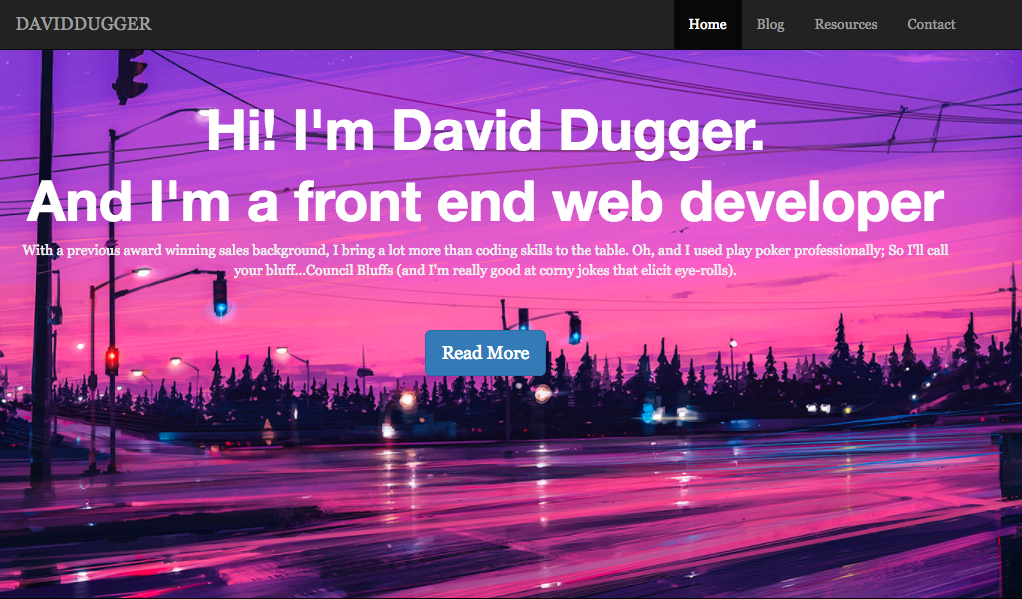 DAVIDDUGGER
Home Blog Resources Contact
Hi! I'm David Dugger.
And I'm a front end web developer
With a previous award winning sales background, I bring a lot more than coding skills to the table. Oh, and I used play poker professionally; So I'll call
your bluff...Council Bluffs (and I'm really good at corny jokes that elicit eye-rolls).
Read More